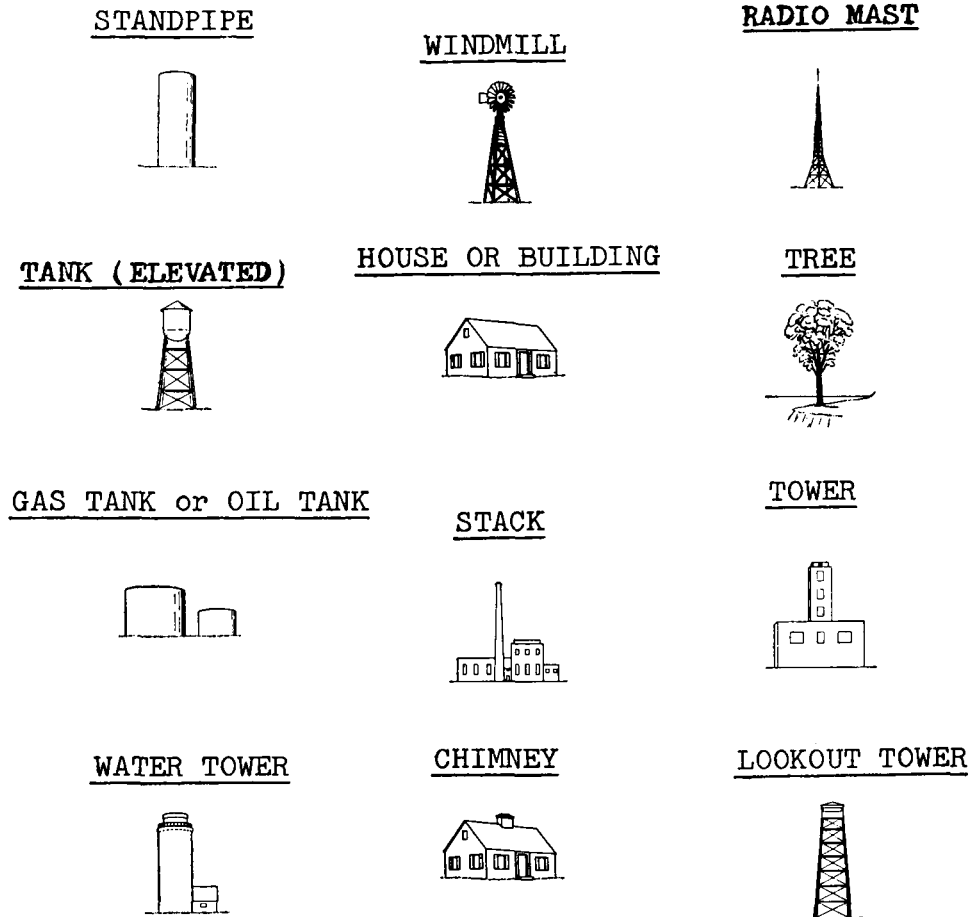 STANDPIPE
WINDMILL
RADIO MAST
TANK (ELEVATED)
HOUSE OR BUILDING
TREE
GAS TANK or OIL TANK
STACK
TOWER
WATER TOWER
CHIMNEY
LOOKOUT TOWER